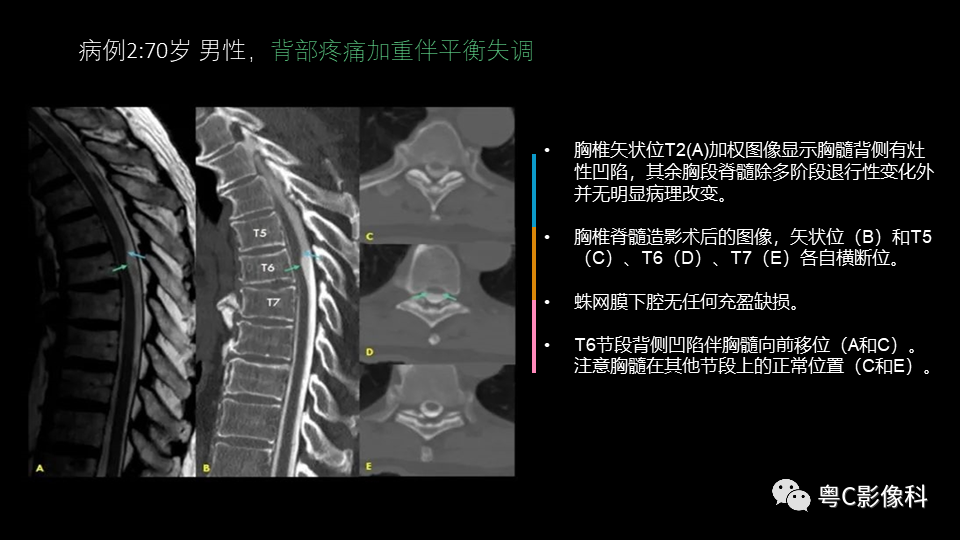 病例2:70岁 男性，背部疼痛加重伴平衡失调
• 胸椎矢状位T2(A)加权图像显示胸髓背侧有灶
性凹陷，其余胸段脊髓除多阶段退行性变化外
并无明显病理改变。
• 胸椎脊髓造影术后的图像，矢状位（B）和T5
（C）、T6（D）、T7（E）各自横断位。
• 蛛网膜下腔无任何充盈缺损。
• T6节段背侧凹陷伴胸髓向前移位（A和C）。
注意胸髓在其他节段上的正常位置（C和E）。
T5
T6
T7
A
B
C
D
E
粤C影像科